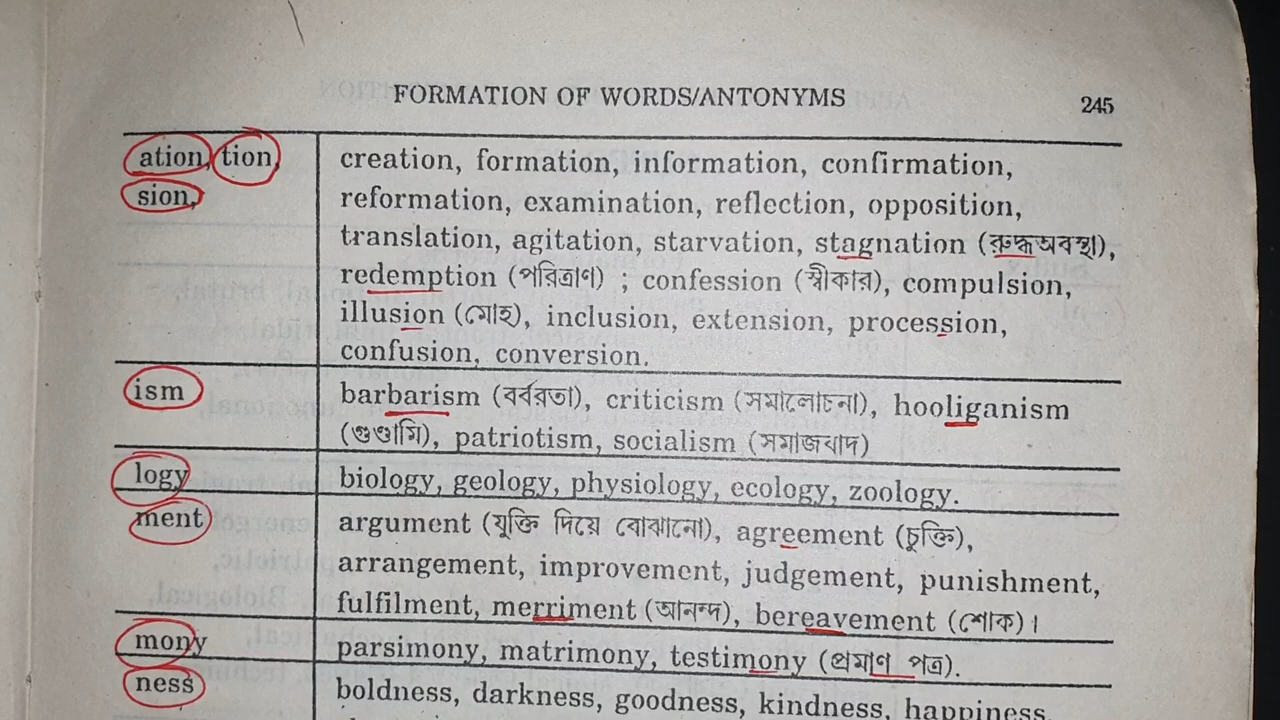 FORMATION OF WORDS/ANTONYMS 245
ation, tion, creation, formation, information, confirmation,
sion, reformation, examination, reflection, opposition,
translation, agitation, starvation, stagnation (রুদ্ধঅবস্থা),
redemption (পরিত্রাণ) ; confession (স্বীকার), compulsion,
illusion (মোহ), inclusion, extension, procession,
confusion, conversion.
ism barbarism (বর্বরতা), criticism (সমালোচনা), hooliganism
(গুণ্ডামি), patriotism, socialism (সমাজবাদ)
logy biology, geology, physiology, ecology, zoology.
ment argument (যুক্তি দিয়ে বোঝানো), agreement (চুক্তি),
arrangement, improvement, judgement, punishment,
fulfilment, merriment (আনন্দ), bereavement (শোক)।
mony parsimony, matrimony, testimony (প্রমাণ পত্র).
ness boldness, darkness, goodness, kindness, happiness,